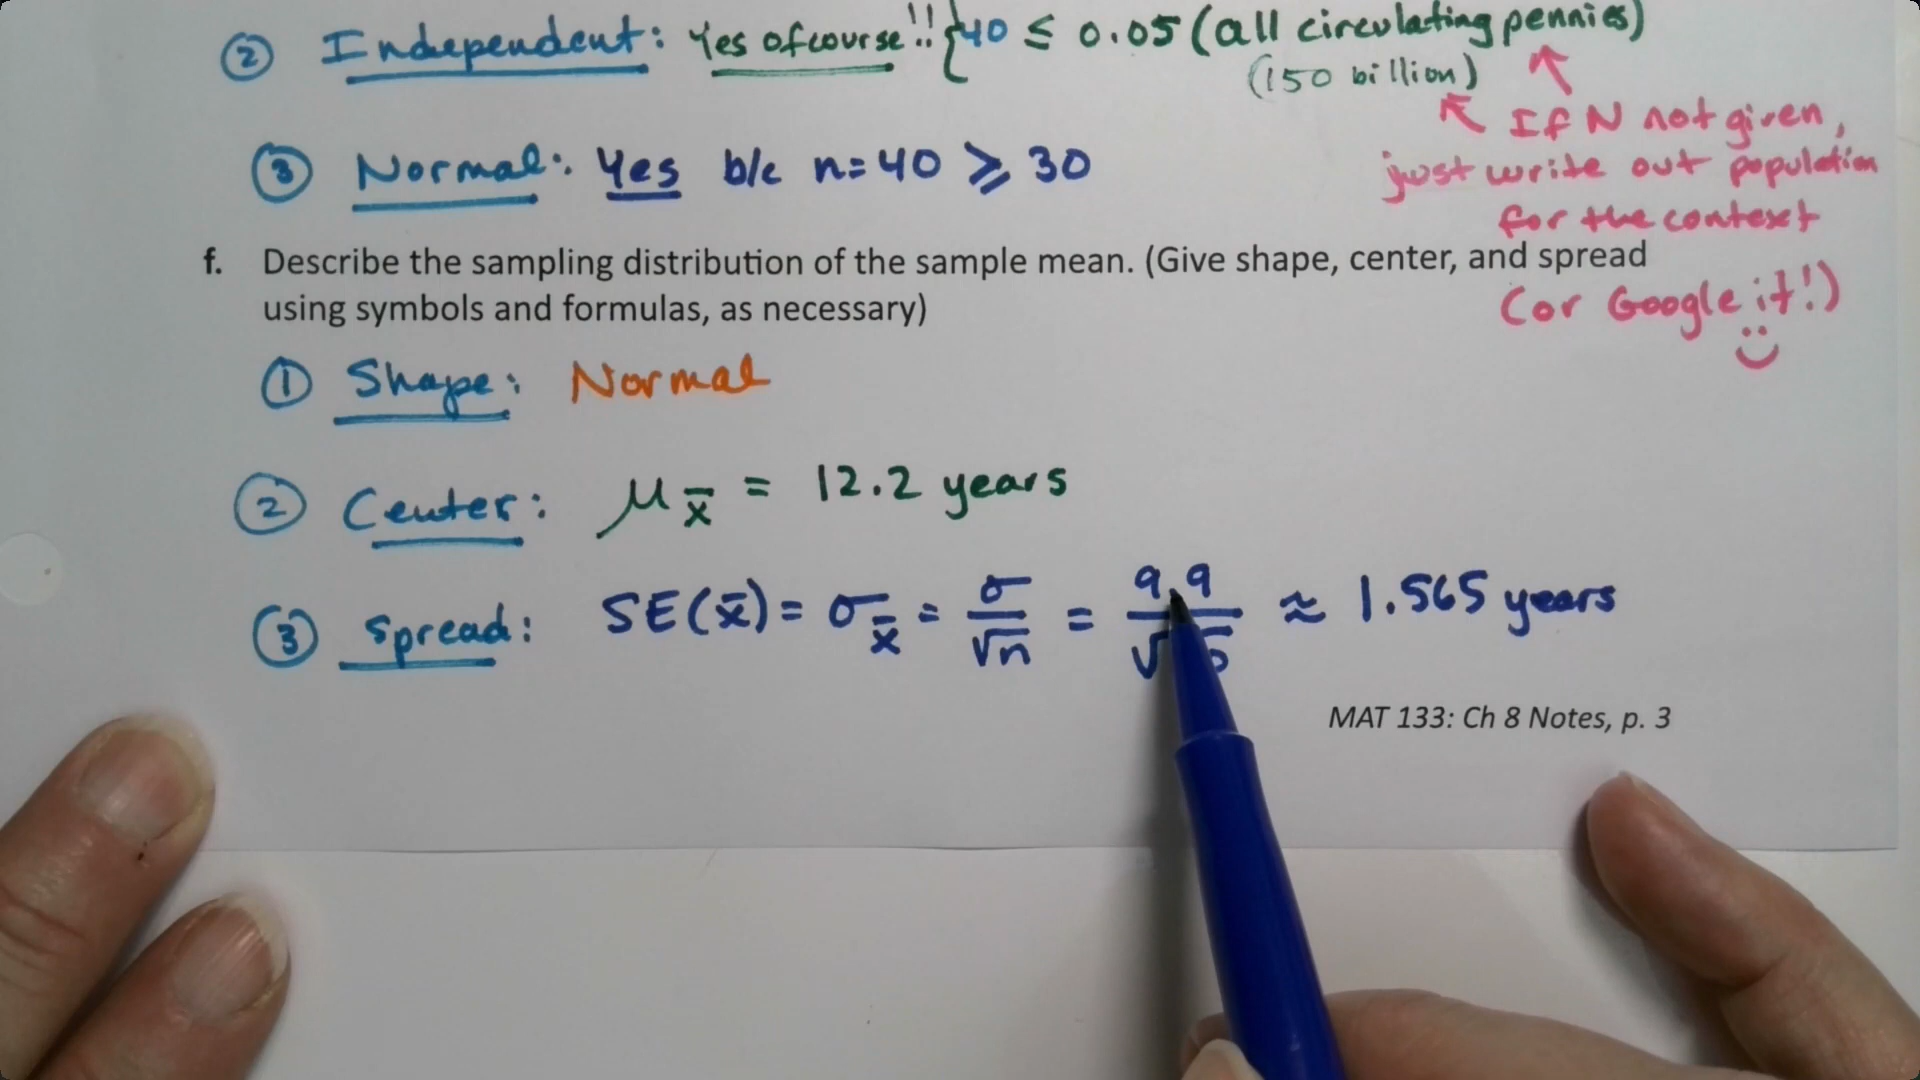 ② Independent: Yes of course!! {40 ≤ 0.05 (all circulating pennies)
(150 billion)
If N not given,
just write out population
for the context
(or Google it!)
③ Normal: Yes b/c n=40 ≥ 30
f. Describe the sampling distribution of the sample mean. (Give shape, center, and spread
using symbols and formulas, as necessary)
① Shape: Normal
② Center: μx̄ = 12.2 years
③ Spread: SE(x̄) = σx̄ = σ/√n = 9.9/√ ≈ 1.565 years
MAT 133: Ch 8 Notes, p. 3